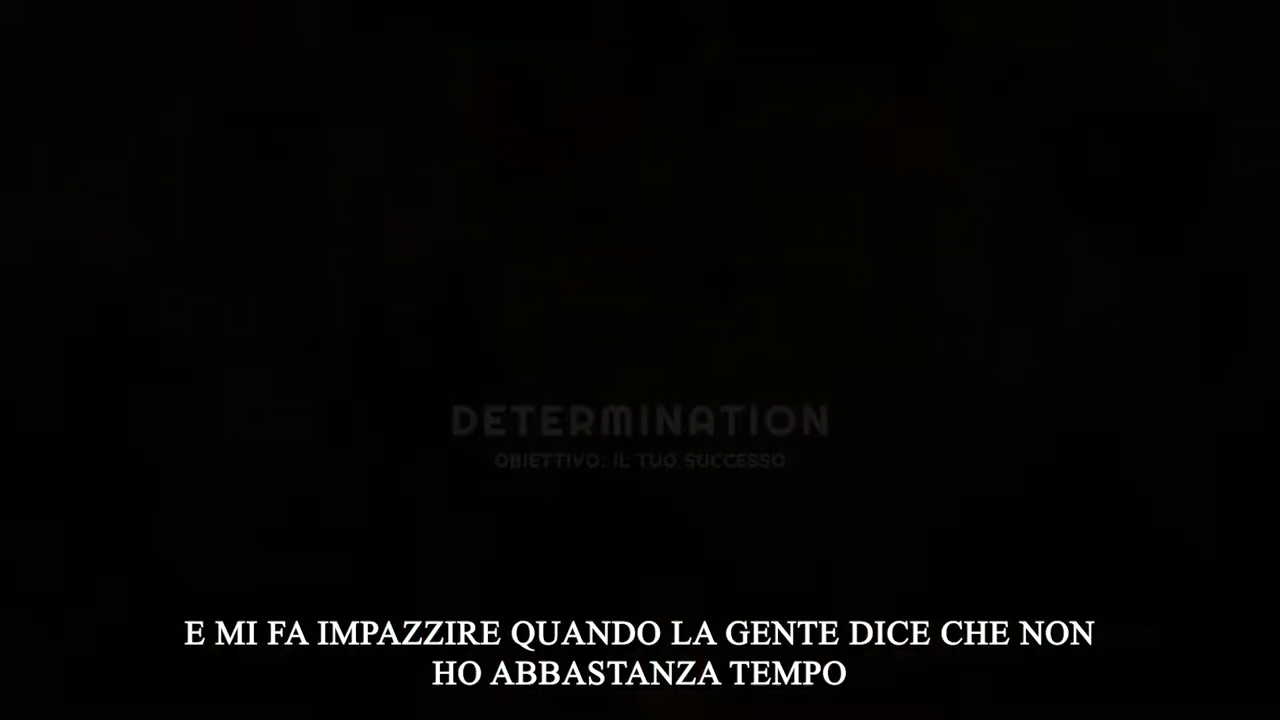 DETERMINATION
OBIETTIVO: IL TUO SUCCESSO
E MI FA IMPAZZIRE QUANDO LA GENTE DICE CHE NON
HO ABBASTANZA TEMPO